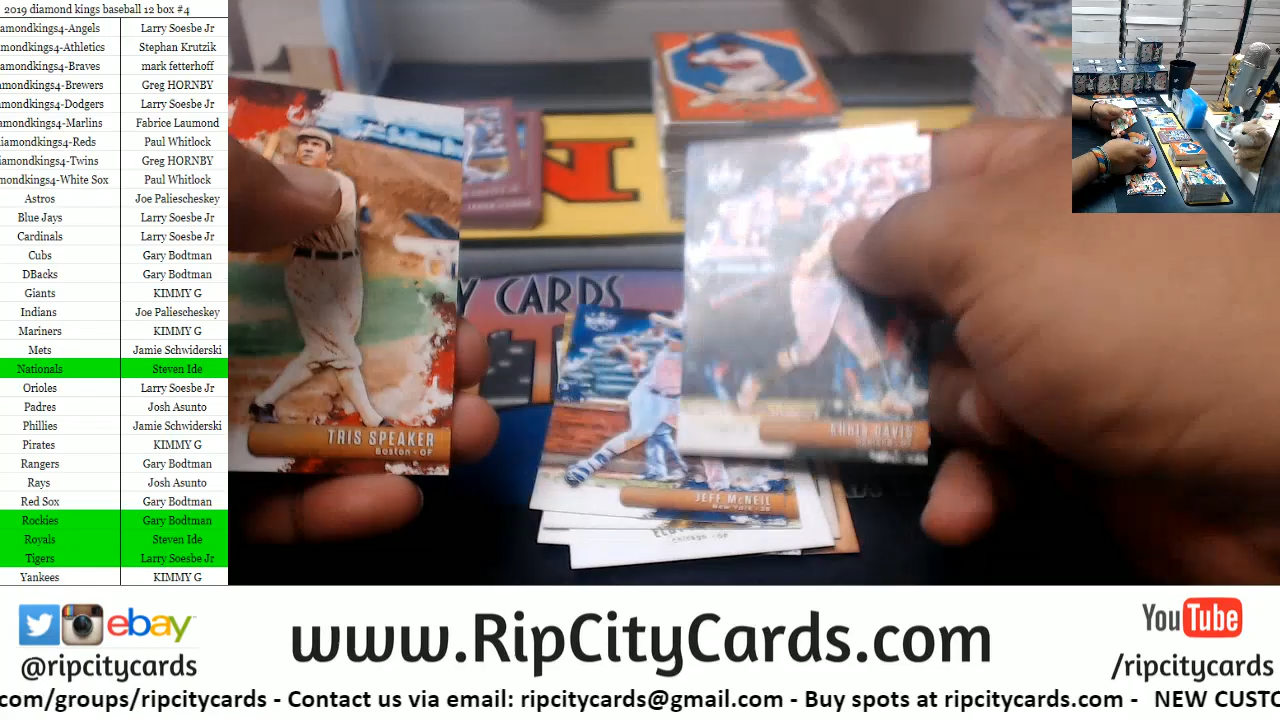 2019 diamond kings baseball 12 box #4
amondkings4-Angels Larry Soesbe Jr
mondkings4-Athletics Stephan Krutzik
amondkings4-Braves mark fetterhoff
mondkings4-Brewers Greg HORNBY
amondkings4-Dodgers Larry Soesbe Jr
amondkings4-Marlins Fabrice Laumond
iamondkings4-Reds Paul Whitlock
iamondkings4-Twins Greg HORNBY
mondkings4-White Sox Paul Whitlock
Astros Joe Paliescheskey
Blue Jays Larry Soesbe Jr
Cardinals Larry Soesbe Jr
Cubs Gary Bodtman
DBacks Gary Bodtman
Giants KIMMY G
Indians Joe Paliescheskey
Mariners KIMMY G
Mets Jamie Schwiderski
Nationals Steven Ide
Orioles Larry Soesbe Jr
Padres Josh Asunto
Phillies Jamie Schwiderski
Pirates KIMMY G
Rangers Gary Bodtman
Rays Josh Asunto
Red Sox Gary Bodtman
Rockies Gary Bodtman
Royals Steven Ide
Tigers Larry Soesbe Jr
Yankees KIMMY G
TRIS SPEAKER
Boston - OF
Y CARDS
KHRIS DAVIS
JEFF McNEIL
New York - 2B
Chicago - OF
ebay
@ripcitycards
www.RipCityCards.com
YouTube
/ripcitycards
com/groups/ripcitycards - Contact us via email: ripcitycards@gmail.com - Buy spots at ripcitycards.com - NEW CUSTO